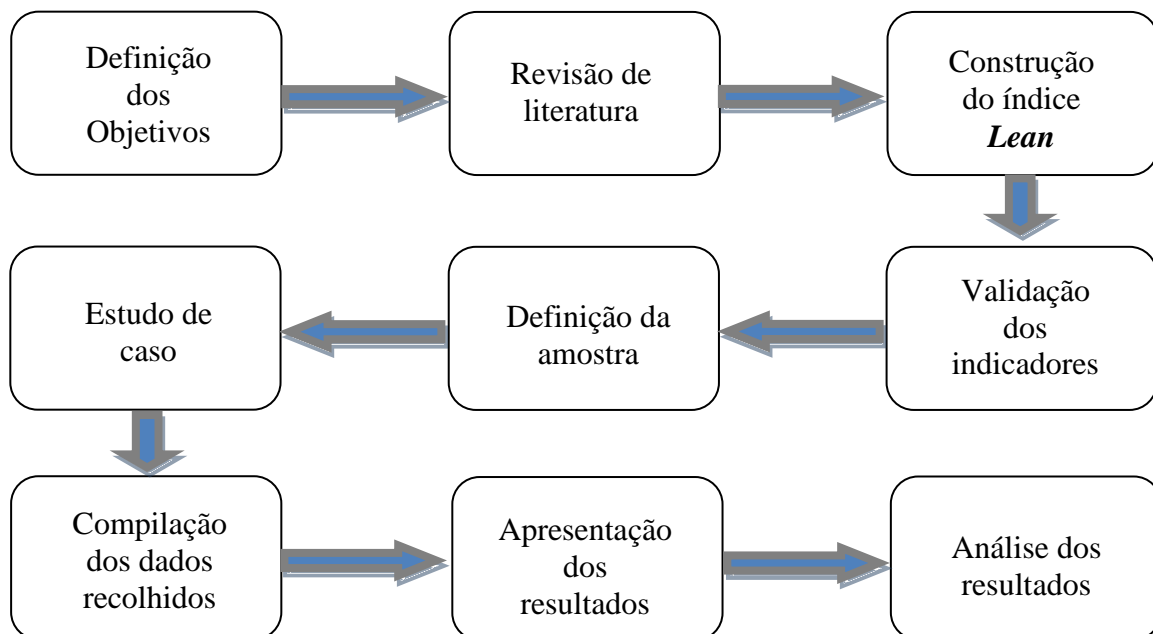 Definição
dos
Objetivos
Revisão de
literatura
Construção
do índice
Lean
Validação
dos
indicadores
Definição da
amostra
Estudo de
caso
Compilação
dos dados
recolhidos
Apresentação
dos
resultados
Análise dos
resultados